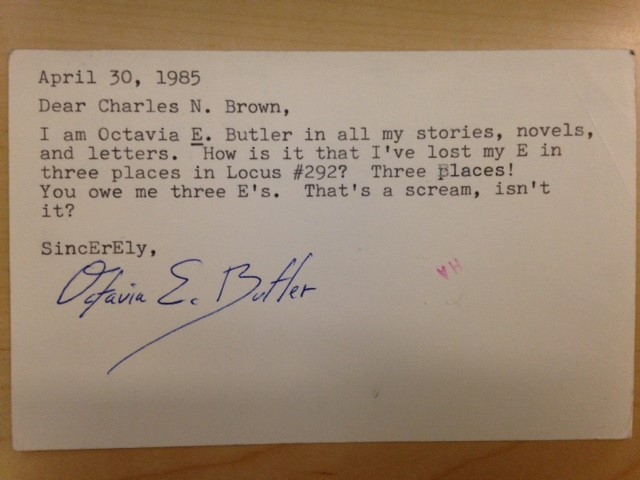 April 30, 1985
Dear Charles N. Brown,
I am Octavia E. Butler in all my stories, novels,
and letters. How is it that I've lost my E in
three places in Locus #292? Three places!
You owe me three E's. That's a scream, isn't
it?
SincErEly,
Octavia E. Butler
HA